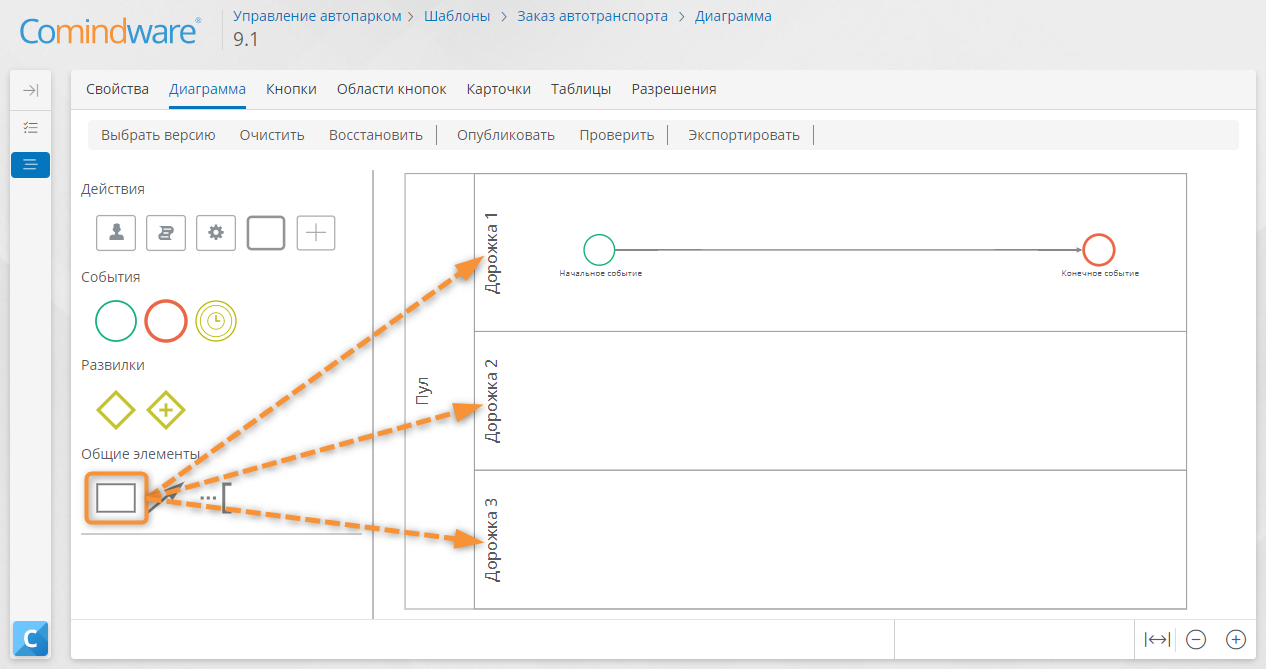 Comindware®
Управление автопарком > Шаблоны > Заказ автотранспорта > Диаграмма
9.1
Свойства Диаграмма Кнопки Области кнопок Карточки Таблицы Разрешения
Выбрать версию Очистить Восстановить Опубликовать Проверить Экспортировать
Действия
События
Развилки
Общие элементы
Пул
Дорожка 1
Начальное событие
Конечное событие
Дорожка 2
Дорожка 3
C